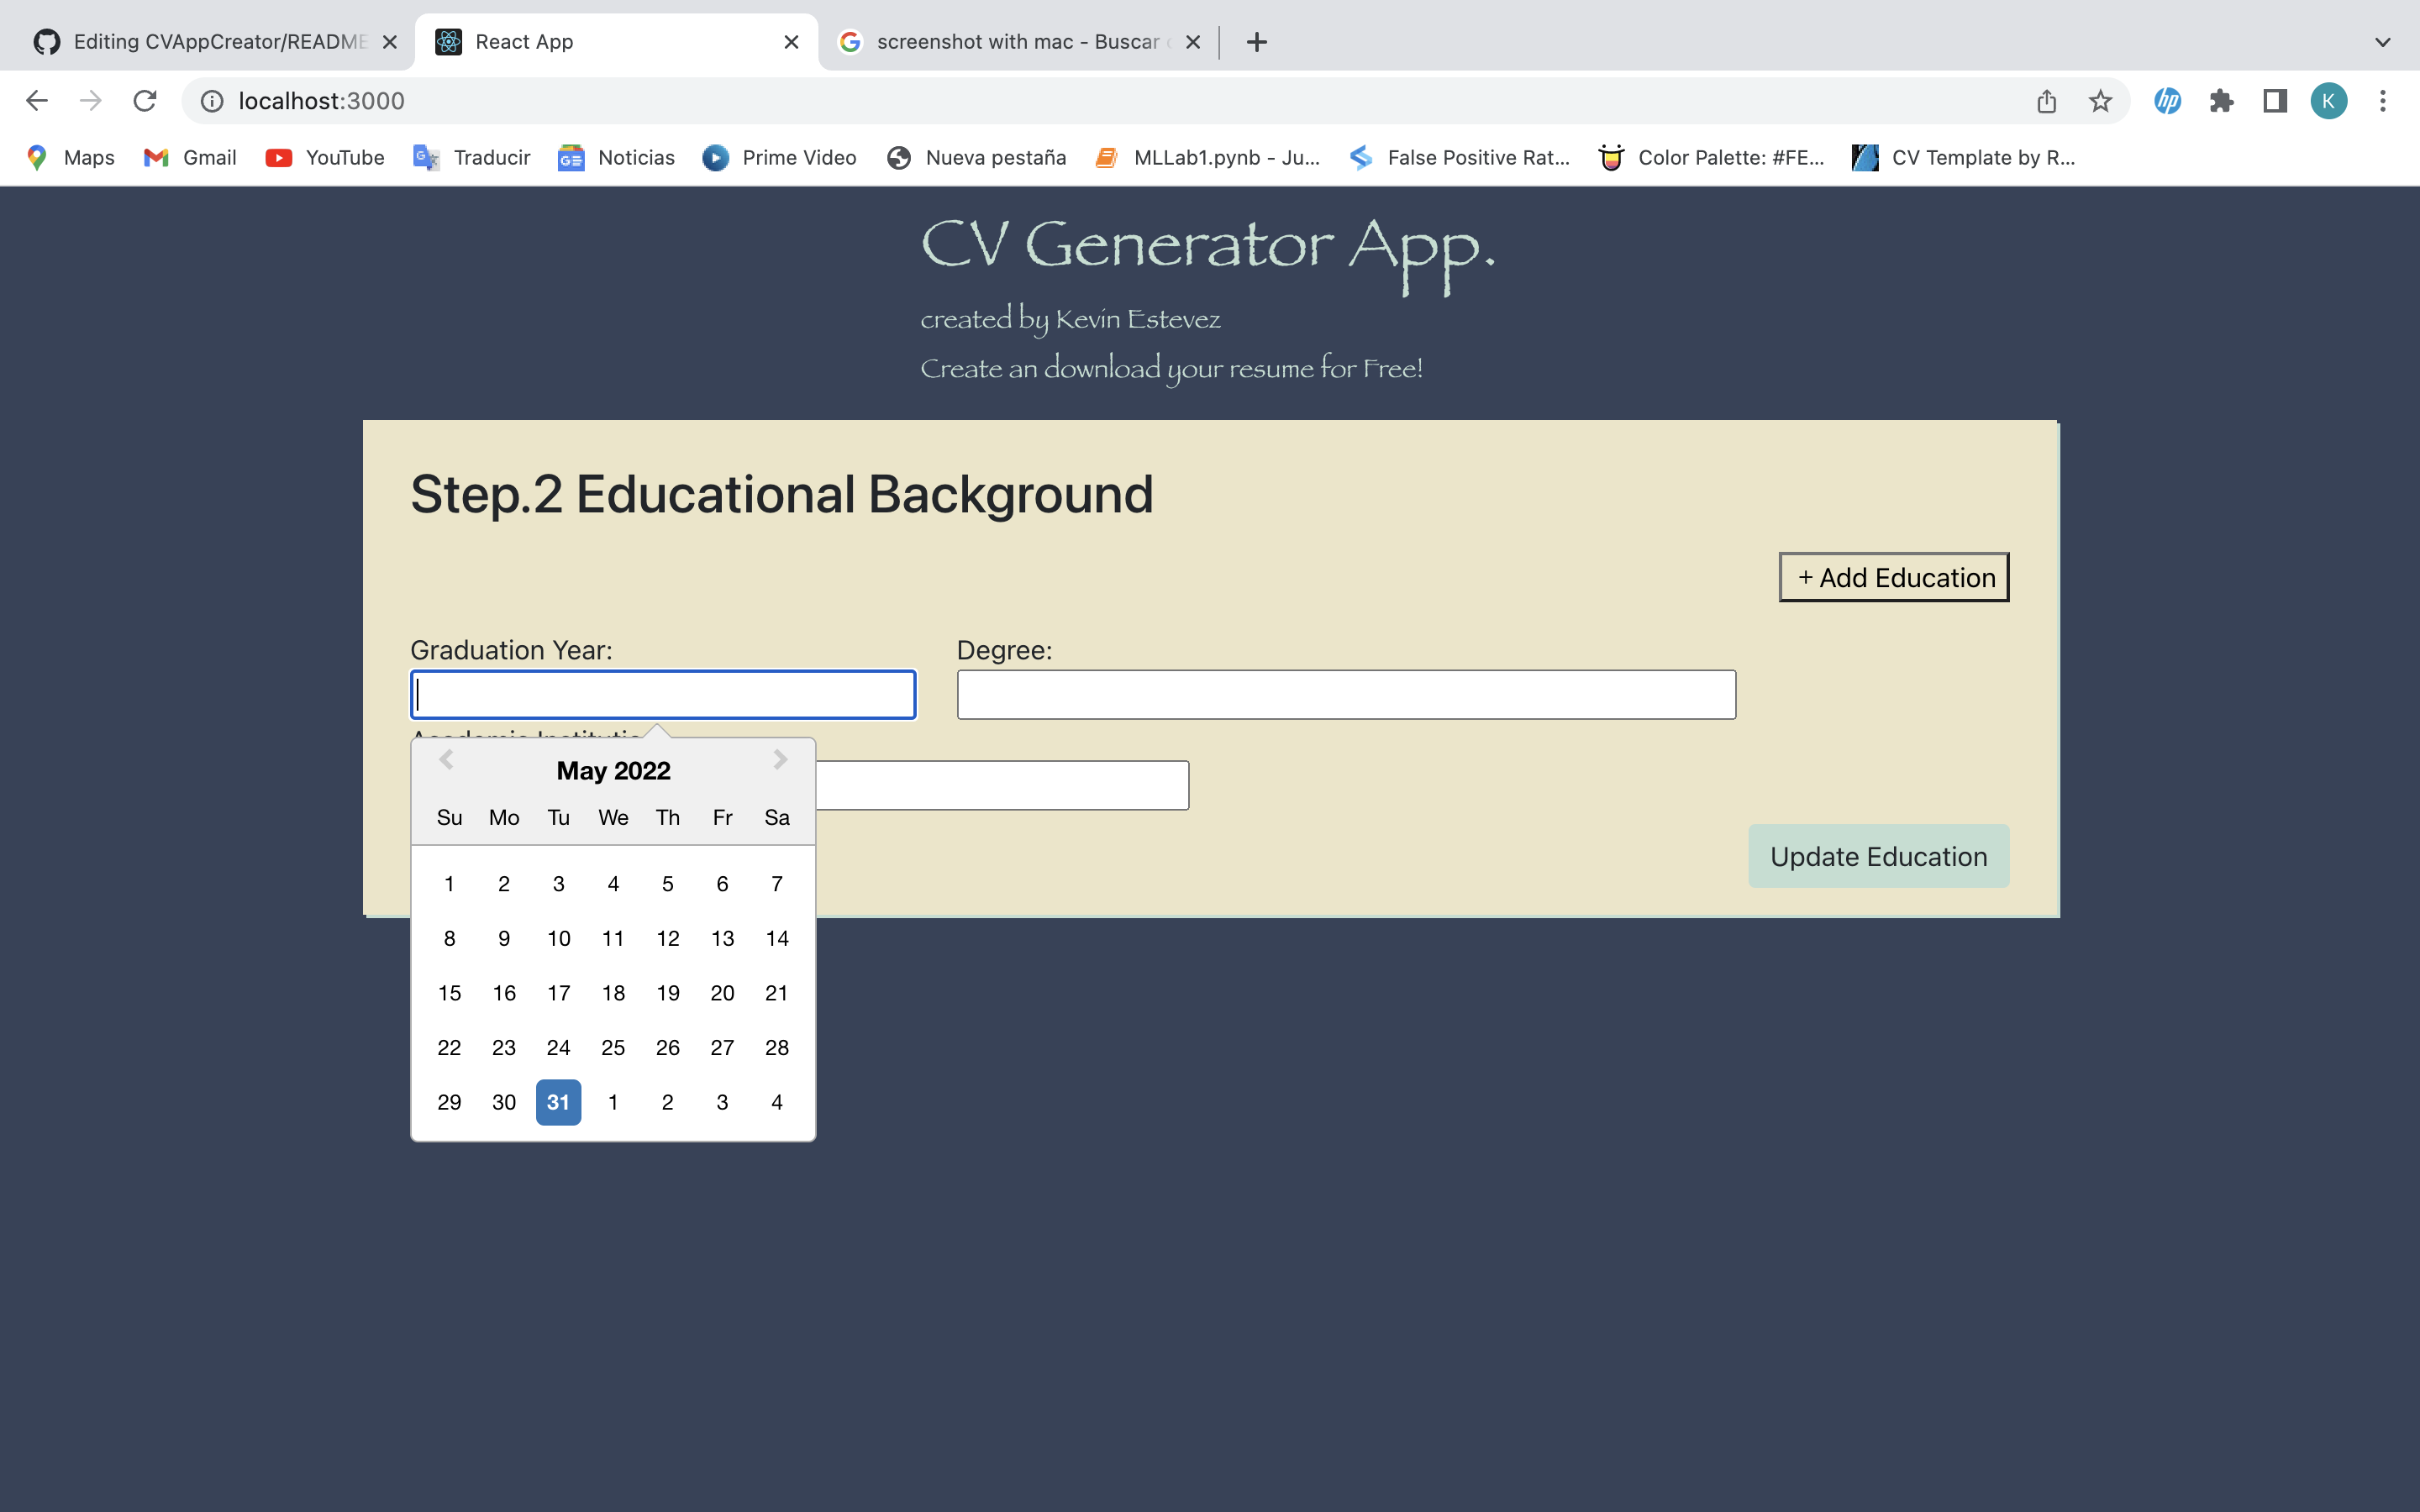 Editing CVAppCreator/README
React App
screenshot with mac - Buscar
localhost:3000
K
Maps
Gmail
YouTube
Traducir
Noticias
Prime Video
Nueva pestaña
MLLab1.pynb - Ju...
False Positive Rat...
Color Palette: #FE...
CV Template by R...
CV Generator App.
created by Kevin Estevez
Create an download your resume for Free!
Step.2 Educational Background
+ Add Education
Graduation Year:
Degree:
May 2022
Su Mo Tu We Th Fr Sa
1 2 3 4 5 6 7
8 9 10 11 12 13 14
15 16 17 18 19 20 21
22 23 24 25 26 27 28
29 30 31 1 2 3 4
Update Education